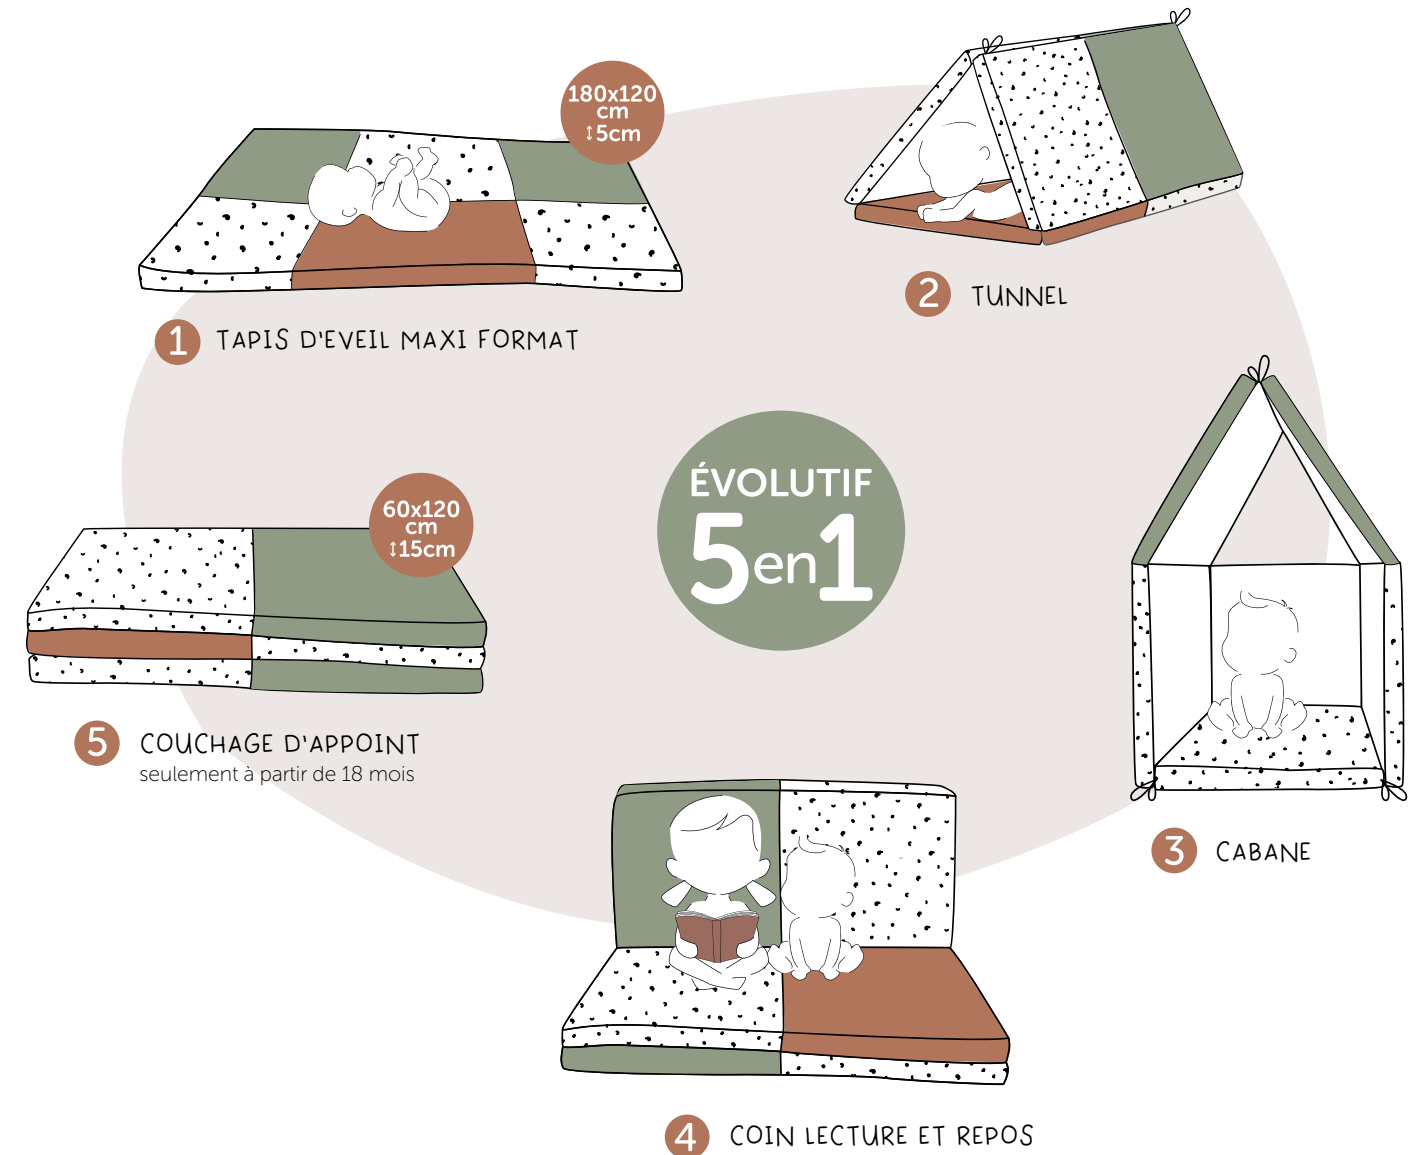 180x120
cm
↕5cm
1 TAPIS D'EVEIL MAXI FORMAT
2 TUNNEL
ÉVOLUTIF
5en1
3 CABANE
4 COIN LECTURE ET REPOS
60x120
cm
↕15cm
5 COUCHAGE D'APPOINT
seulement à partir de 18 mois